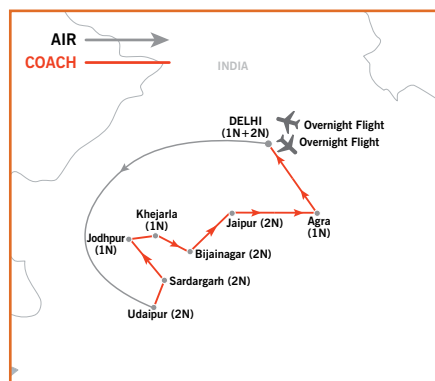 AIR
COACH
INDIA
DELHI
(1N+2N)
Overnight Flight
Overnight Flight
Khejarla
(1N)
Jaipur (2N)
Agra
(1N)
Jodhpur
(1N)
Bijainagar (2N)
Sardargarh (2N)
Udaipur (2N)